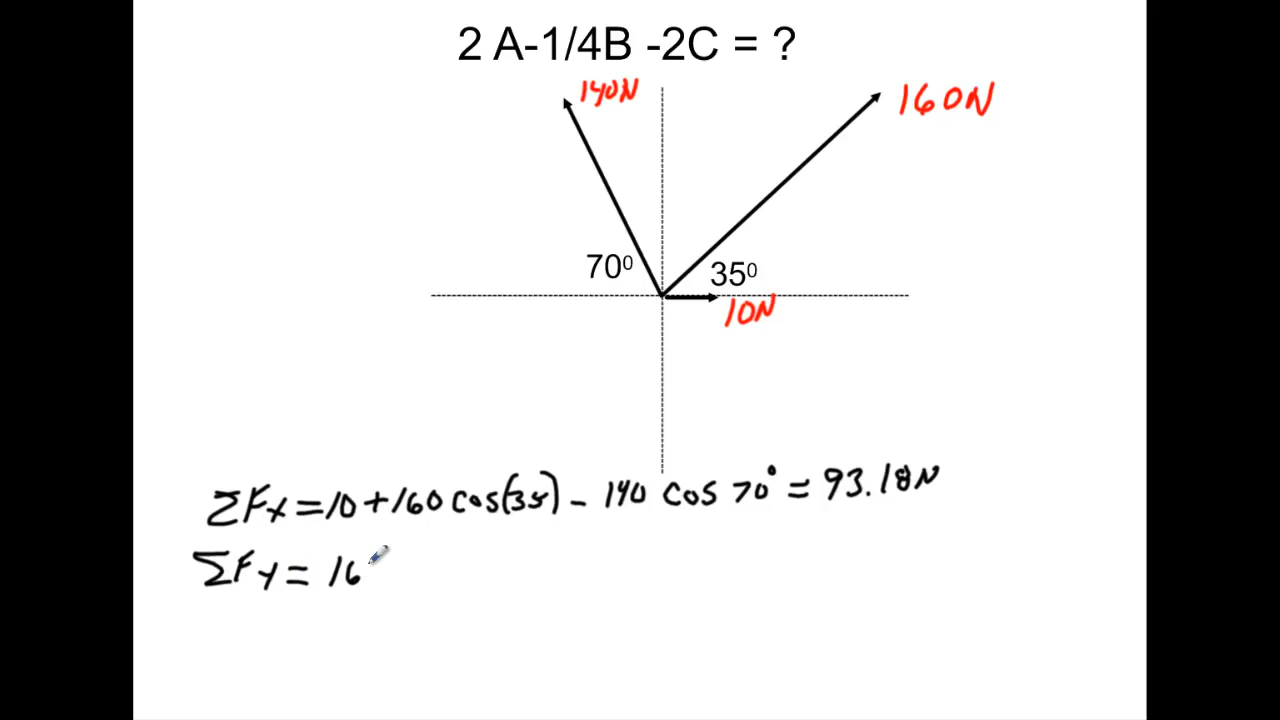 2 A-1/4B -2C = ?
140N
160N
70⁰
35⁰
10N
ΣFx = 10 + 160 cos(35) - 140 cos 70° = 93.18N
ΣFy = 16